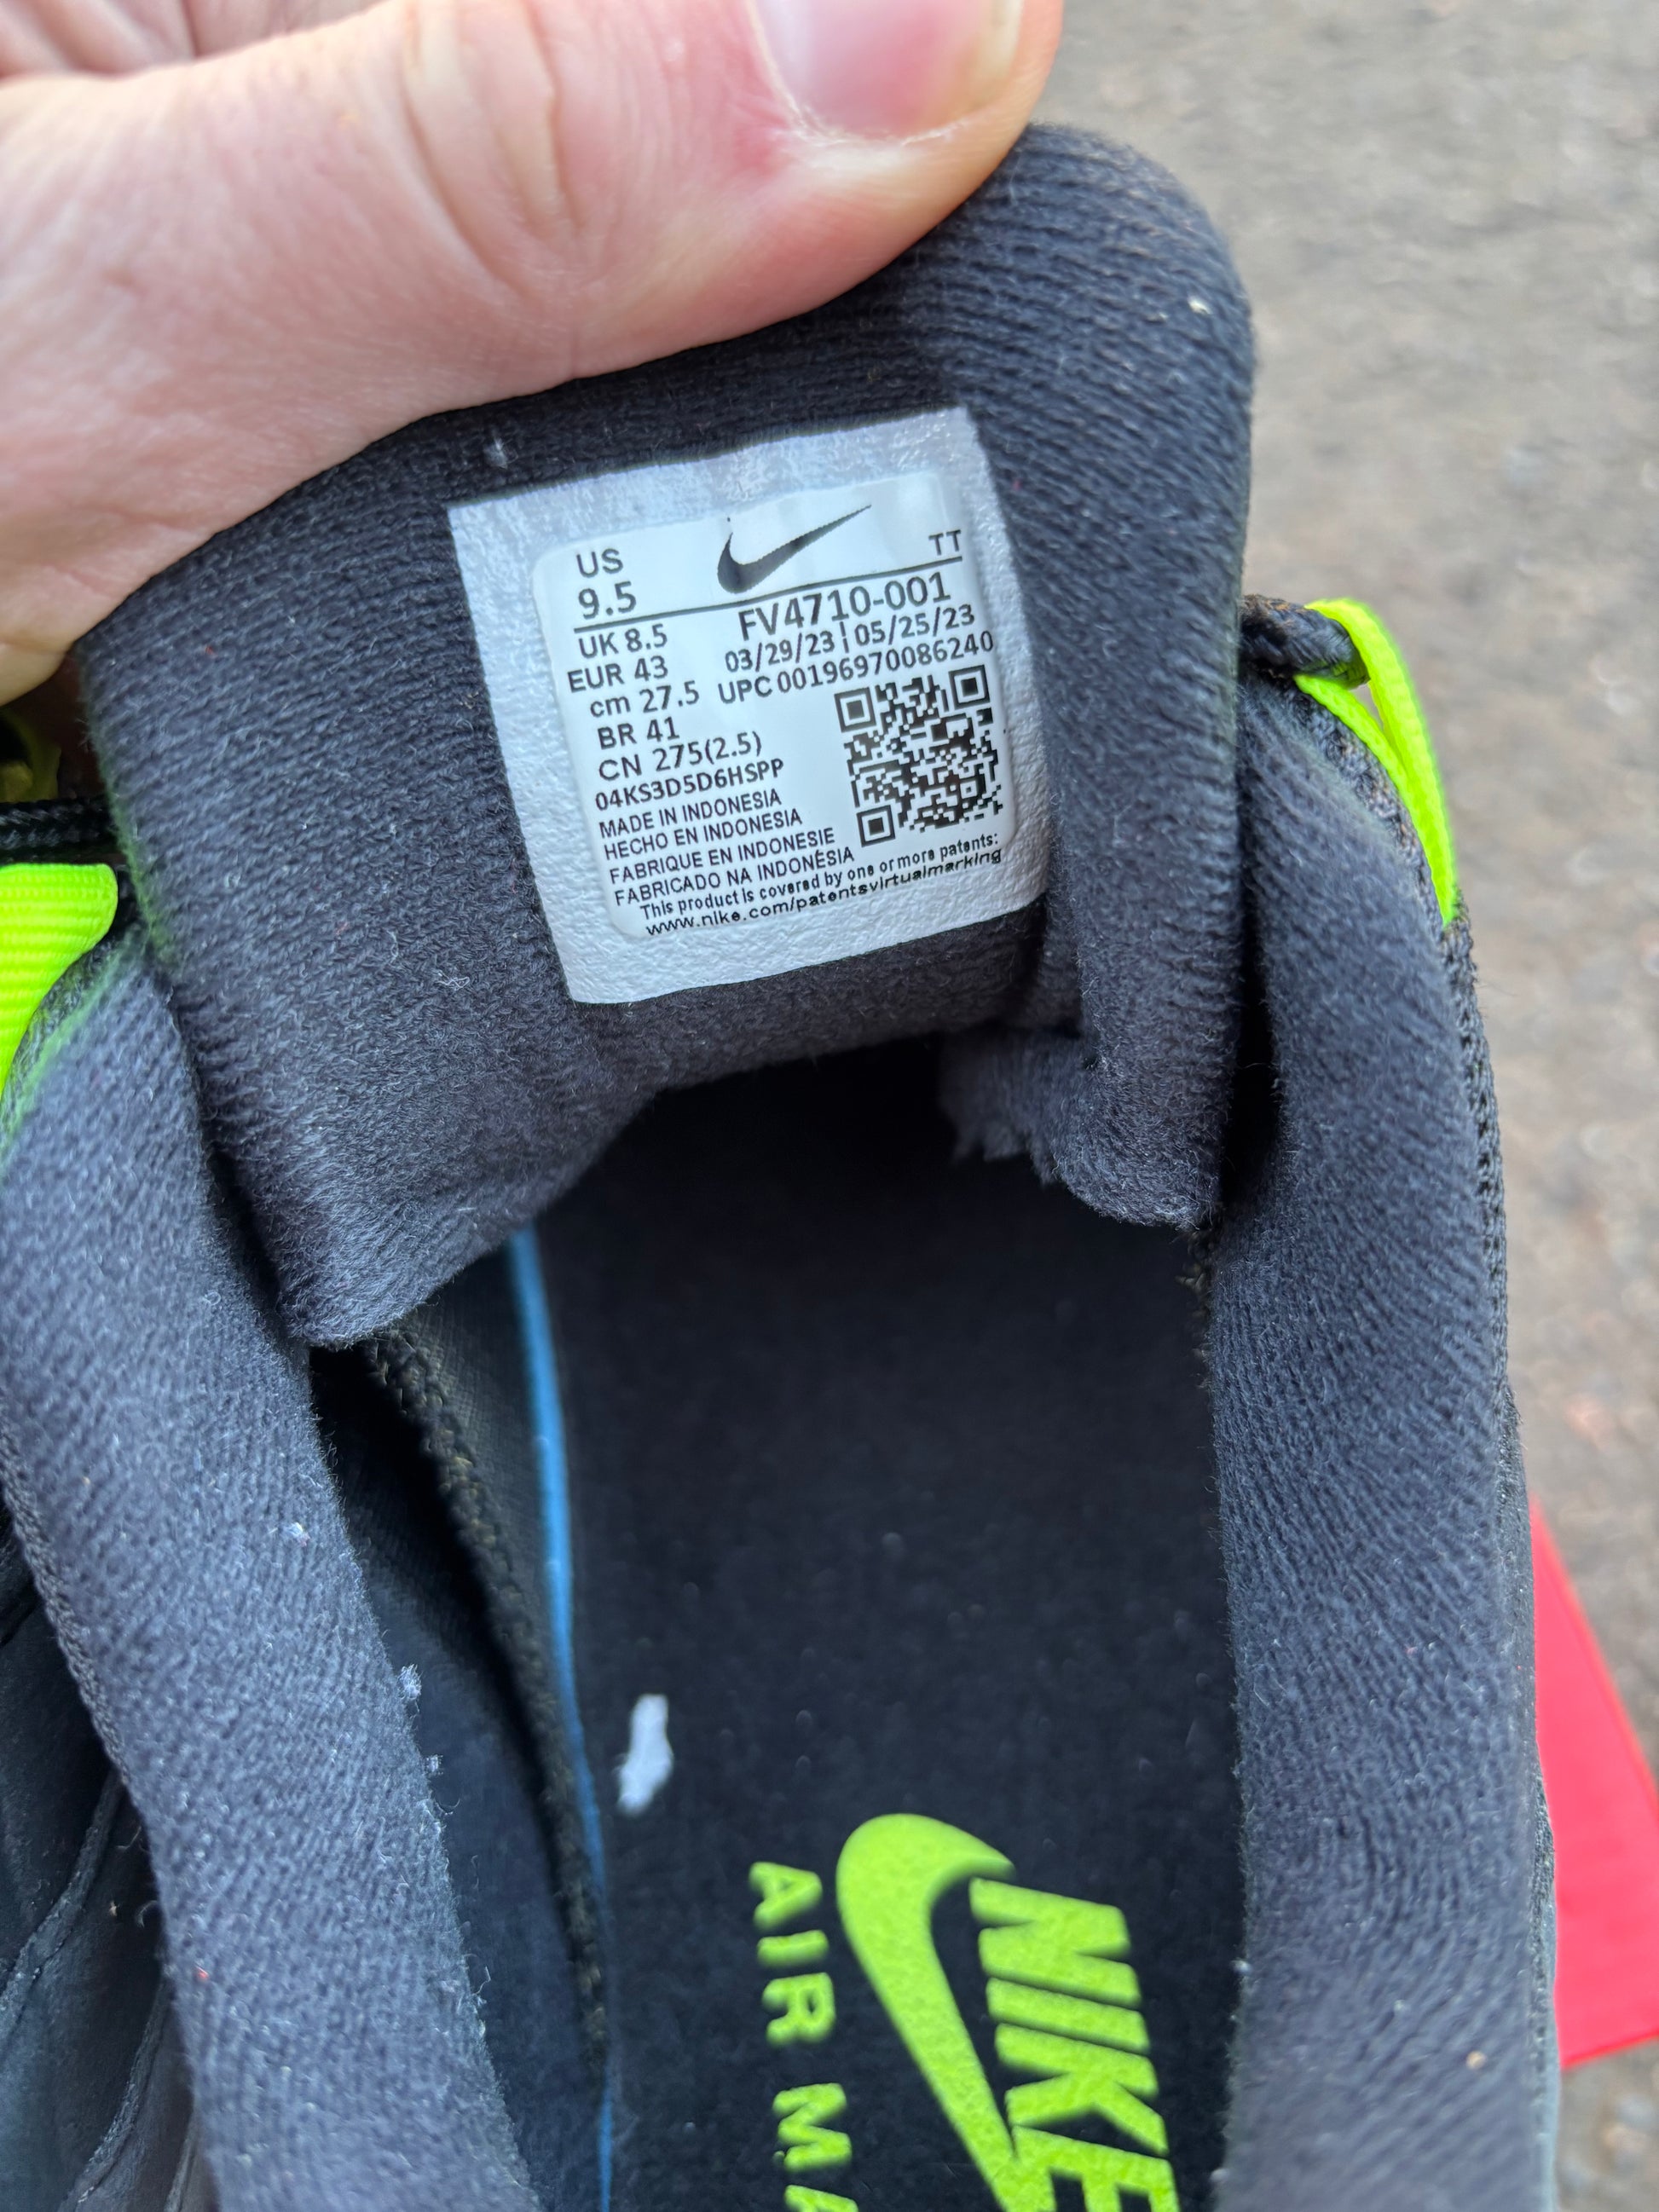 US
TT
9.5
FV4710-001
UK 8.5
03/29/23 | 05/25/23
EUR 43
UPC 00196970086240
cm 27.5
BR 41
CN 275(2.5)
04KS3D5D6HSPP
MADE IN INDONESIA
HECHO EN INDONESIA
FABRIQUE EN INDONESIE
FABRICADO NA INDONÉSIA
This product is covered by one or more patents:
www.nike.com/patentsvirtualmarking
NIKE
AIR MA